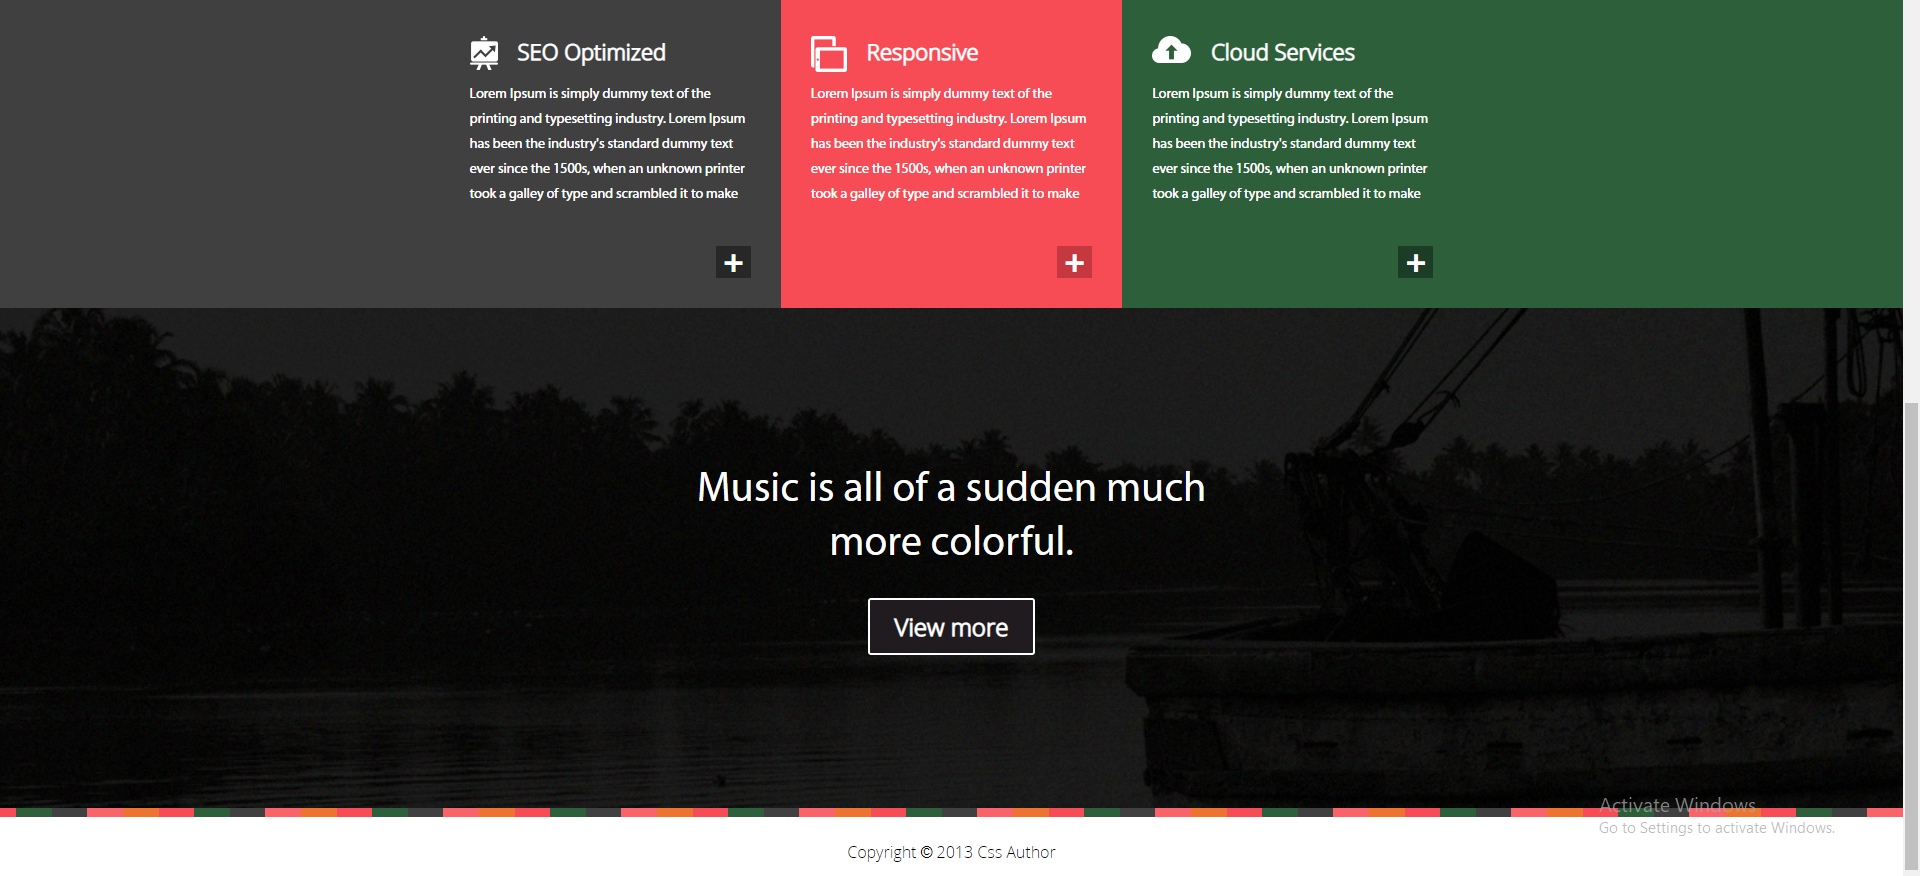 SEO Optimized
Lorem Ipsum is simply dummy text of the
printing and typesetting industry. Lorem Ipsum
has been the industry's standard dummy text
ever since the 1500s, when an unknown printer
took a galley of type and scrambled it to make
+
Responsive
Lorem Ipsum is simply dummy text of the
printing and typesetting industry. Lorem Ipsum
has been the industry's standard dummy text
ever since the 1500s, when an unknown printer
took a galley of type and scrambled it to make
+
Cloud Services
Lorem Ipsum is simply dummy text of the
printing and typesetting industry. Lorem Ipsum
has been the industry's standard dummy text
ever since the 1500s, when an unknown printer
took a galley of type and scrambled it to make
+
Music is all of a sudden much
more colorful.
View more
Activate Windows
Go to Settings to activate Windows.
Copyright © 2013 Css Author